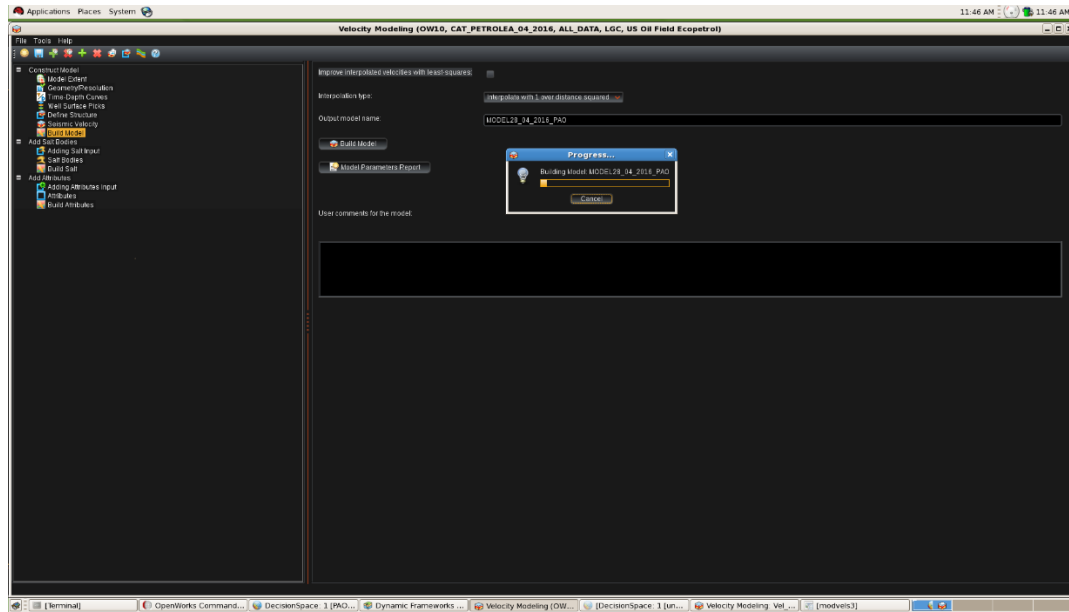 Applications Places System
11:46 AM
11:46 AM
Velocity Modeling (OW10, CAT_PETROLEA_04_2016, ALL_DATA, LGC, US Oil Field Ecopetrol)
File Tools Help
Construct Model
Model Extent
Geometry/Resolution
Time-Depth Curves
Well Surface Picks
Define Structure
Seismic Velocity
Build Model
Add Salt Bodies
Adding Salt Input
Salt Bodies
Build Salt
Add Attributes
Adding Attributes Input
Attributes
Build Attributes
Improve interpolated velocities with least-squares:
Interpolation type:
Interpolate with 1 over distance squared
Output model name:
MODEL28_04_2016_PAO
Build Model
Model Parameters Report...
User comments for the model:
Progress...
Building Model: MODEL28_04_2016_PAO
Cancel
[Terminal]
OpenWorks Command...
DecisionSpace: 1 [PAO...
Dynamic Frameworks ...
Velocity Modeling (OW...
[DecisionSpace: 1 [un...
Velocity Modeling: Vel_...
[modvels3]